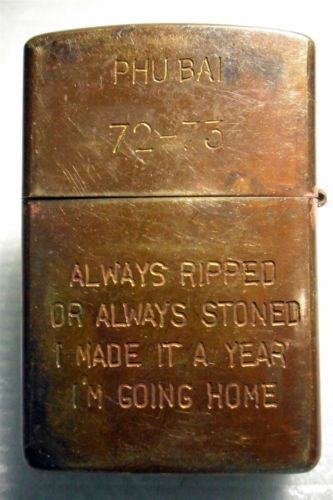 PHU BAI
72-73
ALWAYS RIPPED
OR ALWAYS STONED
I MADE IT A YEAR
I'M GOING HOME